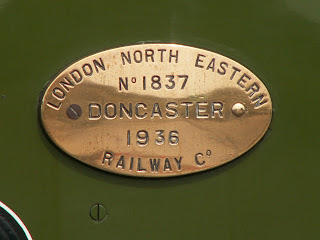 LONDON NORTH EASTERN
Nº 1837
DONCASTER
1936
RAILWAY Cº